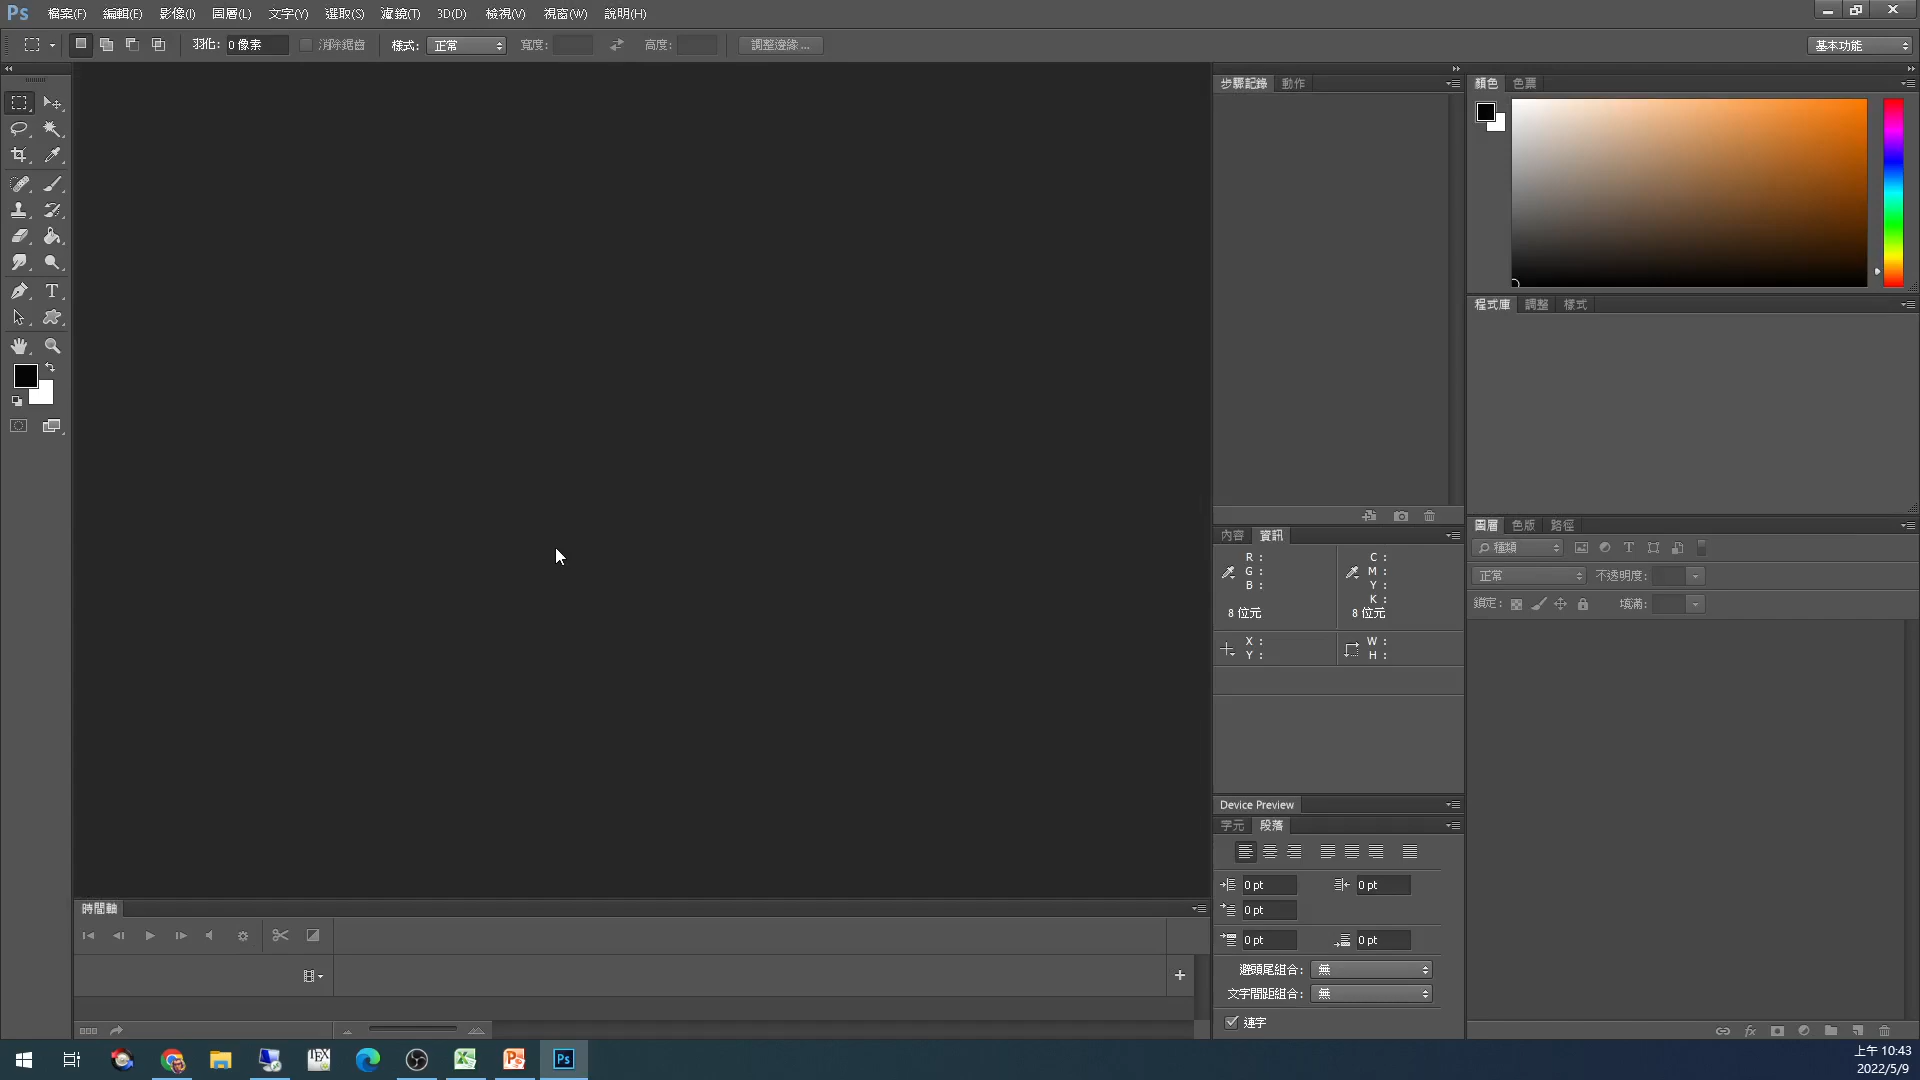 Ps 檔案(F) 編輯(E) 影像(I) 圖層(L) 文字(Y) 選取(S) 濾鏡(T) 3D(D) 檢視(V) 視窗(W) 說明(H)
羽化: 0 像素 消除鋸齒 樣式: 正常 寬度: 高度: 調整邊緣... 基本功能
步驟記錄 動作
顏色 色票
程式庫 調整 樣式
圖層 色版 路徑
種類
正常 不透明度:
鎖定: 填滿:
內容 資訊
R : C :
G : M :
B : Y :
K :
8 位元 8 位元
X : W :
Y : H :
Device Preview
字元 段落
0 pt 0 pt
0 pt
0 pt 0 pt
避頭尾組合: 無
文字間距組合: 無
連字
時間軸
TEX
Ps
上午 10:43
2022/5/9